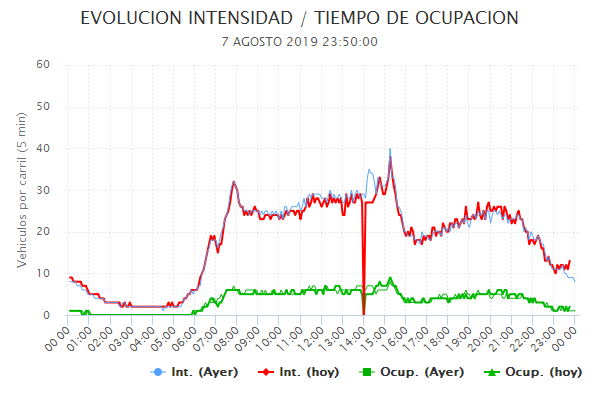 EVOLUCION INTENSIDAD / TIEMPO DE OCUPACION
7 AGOSTO 2019 23:50:00
Vehículos por carril (5 min)
60
50
40
30
20
10
0
00:00 01:00 02:00 03:00 04:00 05:00 06:00 07:00 08:00 09:00 10:00 11:00 12:00 13:00 14:00 15:00 16:00 17:00 18:00 19:00 20:00 21:00 22:00 23:00 00:00
Int. (Ayer) Int. (hoy) Ocup. (Ayer) Ocup. (hoy)